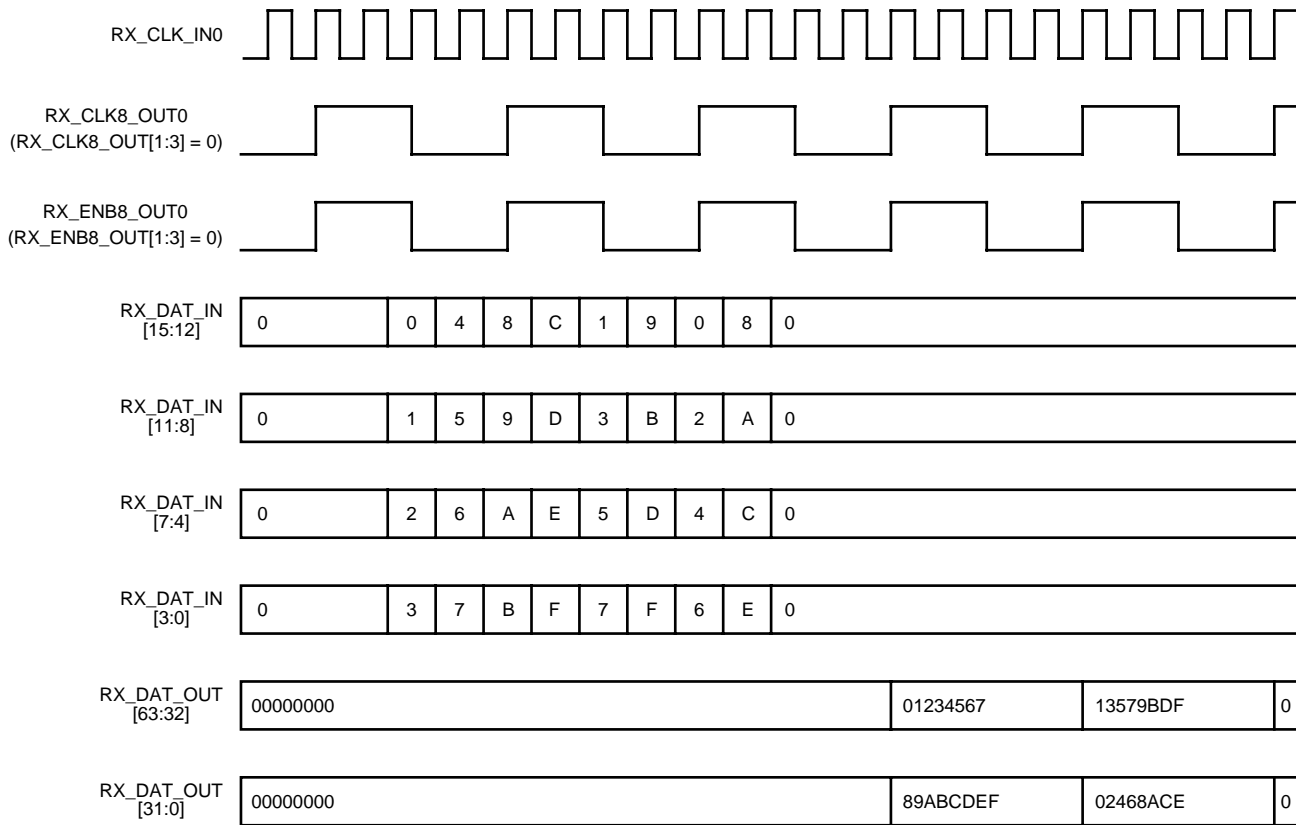 RX_CLK_IN0
RX_CLK8_OUT0
(RX_CLK8_OUT[1:3] = 0)
RX_ENB8_OUT0
(RX_ENB8_OUT[1:3] = 0)
RX_DAT_IN
[15:12]
0 0 4 8 C 1 9 0 8 0
RX_DAT_IN
[11:8]
0 1 5 9 D 3 B 2 A 0
RX_DAT_IN
[7:4]
0 2 6 A E 5 D 4 C 0
RX_DAT_IN
[3:0]
0 3 7 B F 7 F 6 E 0
RX_DAT_OUT
[63:32]
00000000 01234567 13579BDF 0
RX_DAT_OUT
[31:0]
00000000 89ABCDEF 02468ACE 0